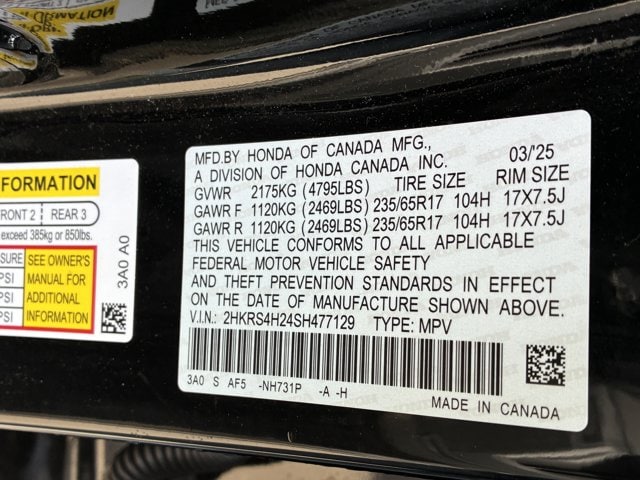 MFD.BY HONDA OF CANADA MFG.,
A DIVISION OF HONDA CANADA INC. 03/'25
GVWR 2175KG (4795LBS) TIRE SIZE RIM SIZE
GAWR F 1120KG (2469LBS) 235/65R17 104H 17X7.5J
GAWR R 1120KG (2469LBS) 235/65R17 104H 17X7.5J
THIS VEHICLE CONFORMS TO ALL APPLICABLE
FEDERAL MOTOR VEHICLE SAFETY
AND THEFT PREVENTION STANDARDS IN EFFECT
ON THE DATE OF MANUFACTURE SHOWN ABOVE.
V.I.N.: 2HKRS4H24SH477129 TYPE: MPV
3A0 S AF5 -NH731P -A -H
MADE IN CANADA
FORMATION
FRONT 2 REAR 3
exceed 385kg or 850lbs.
SURE SEE OWNER'S
PSI MANUAL FOR
PSI ADDITIONAL
PSI INFORMATION
3A0 A0